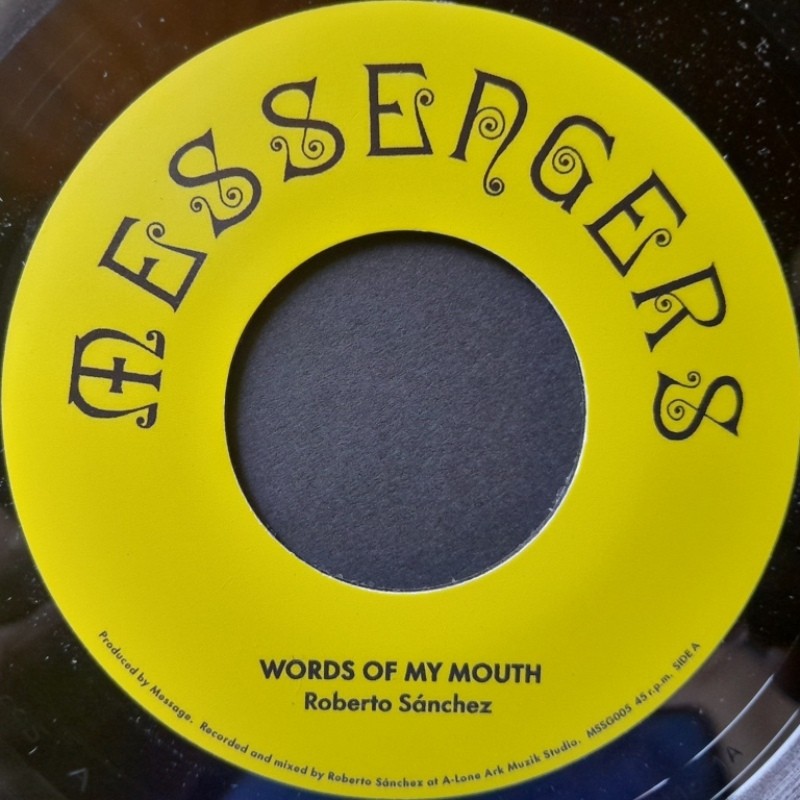 MESSENGERS
WORDS OF MY MOUTH
Roberto Sánchez
Produced by Message. Recorded and mixed by Roberto Sánchez at A-Lone Ark Muzik Studio. MSSG005 45 r.p.m. SIDE A